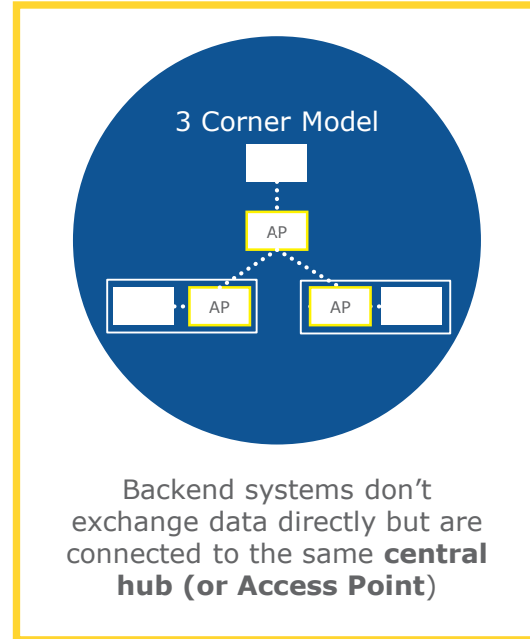 3 Corner Model
AP
AP
AP
Backend systems don’t
exchange data directly but are
connected to the same central
hub (or Access Point)